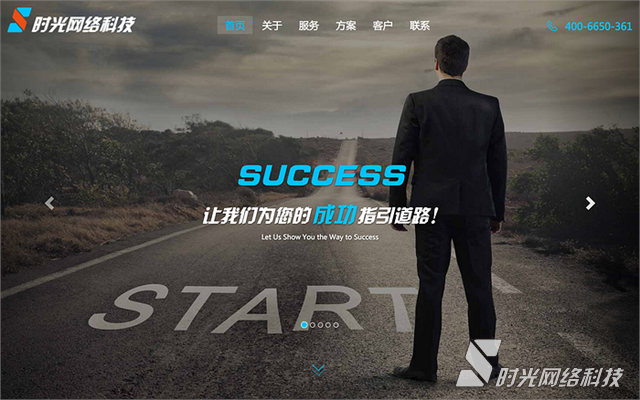 时光网络科技
首页 关于 服务 方案 客户 联系
400-6650-361
SUCCESS
让我们为您的成功指引道路!
Let Us Show You the Way to Success
START
时光网络科技